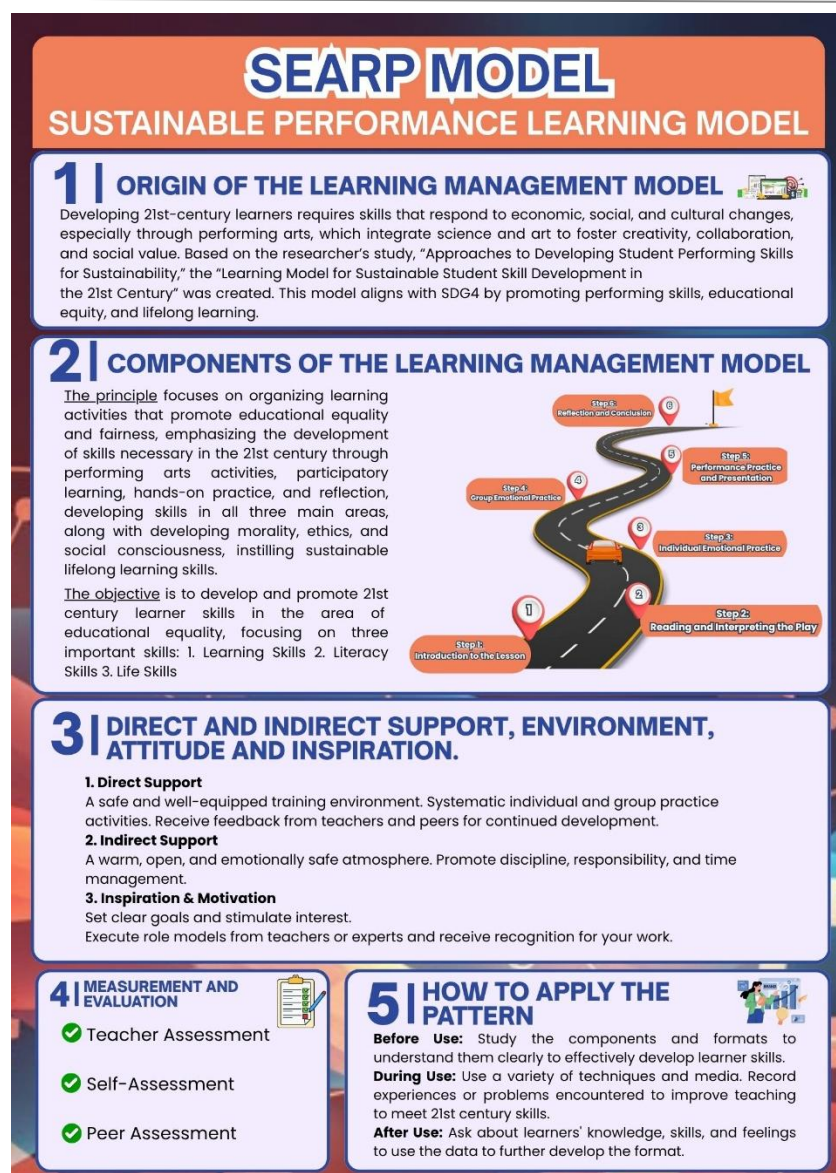 SEARP MODEL
SUSTAINABLE PERFORMANCE LEARNING MODEL
1 | ORIGIN OF THE LEARNING MANAGEMENT MODEL
Developing 21st-century learners requires skills that respond to economic, social, and cultural changes,
especially through performing arts, which integrate science and art to foster creativity, collaboration,
and social value. Based on the researcher's study, "Approaches to Developing Student Performing Skills
for Sustainability," the "Learning Model for Sustainable Student Skill Development in
the 21st Century" was created. This model aligns with SDG4 by promoting performing skills, educational
equity, and lifelong learning.
2 | COMPONENTS OF THE LEARNING MANAGEMENT MODEL
The principle focuses on organizing learning
activities that promote educational equality
and fairness, emphasizing the development
of skills necessary in the 21st century through
performing arts activities, participatory
learning, hands-on practice, and reflection,
developing skills in all three main areas,
along with developing morality, ethics, and
social consciousness, instilling sustainable
lifelong learning skills.
The objective is to develop and promote 21st
century learner skills in the area of
educational equality, focusing on three
important skills: 1. Learning Skills 2. Literacy
Skills 3. Life Skills
Step 6:
Reflection and Conclusion
6
5
Step 5:
Performance Practice
and Presentation
4
Step 4:
Group Emotional Practice
3
Step 3:
Individual Emotional Practice
2
Step 2:
Reading and Interpreting the Play
1
Step 1:
Introduction to the Lesson
3 | DIRECT AND INDIRECT SUPPORT, ENVIRONMENT,
ATTITUDE AND INSPIRATION.
1. Direct Support
A safe and well-equipped training environment. Systematic individual and group practice
activities. Receive feedback from teachers and peers for continued development.
2. Indirect Support
A warm, open, and emotionally safe atmosphere. Promote discipline, responsibility, and time
management.
3. Inspiration & Motivation
Set clear goals and stimulate interest.
Execute role models from teachers or experts and receive recognition for your work.
4 | MEASUREMENT AND
EVALUATION
Teacher Assessment
Self-Assessment
Peer Assessment
5 | HOW TO APPLY THE
PATTERN
Before Use: Study the components and formats to
understand them clearly to effectively develop learner skills.
During Use: Use a variety of techniques and media. Record
experiences or problems encountered to improve teaching
to meet 21st century skills.
After Use: Ask about learners' knowledge, skills, and feelings
to use the data to further develop the format.